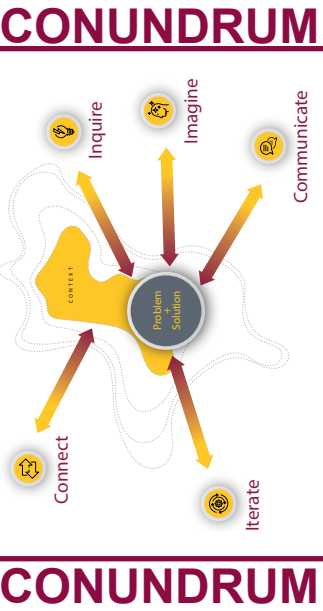 CONUNDRUM
Inquire
Imagine
Communicate
CONTEXT
Problem
+
Solution
Connect
Iterate
CONUNDRUM